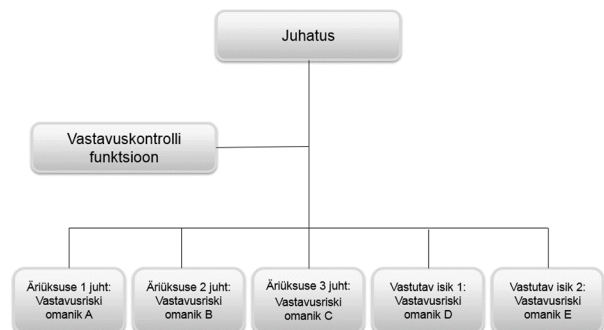 Juhatus
Vastavuskontrolli
funktsioon
Äriüksuse 1 juht:
Vastavusriski
omanik A
Äriüksuse 2 juht:
Vastavusriski
omanik B
Äriüksuse 3 juht:
Vastavusriski
omanik C
Vastutav isik 1:
Vastavusriski
omanik D
Vastutav isik 2:
Vastavusriski
omanik E